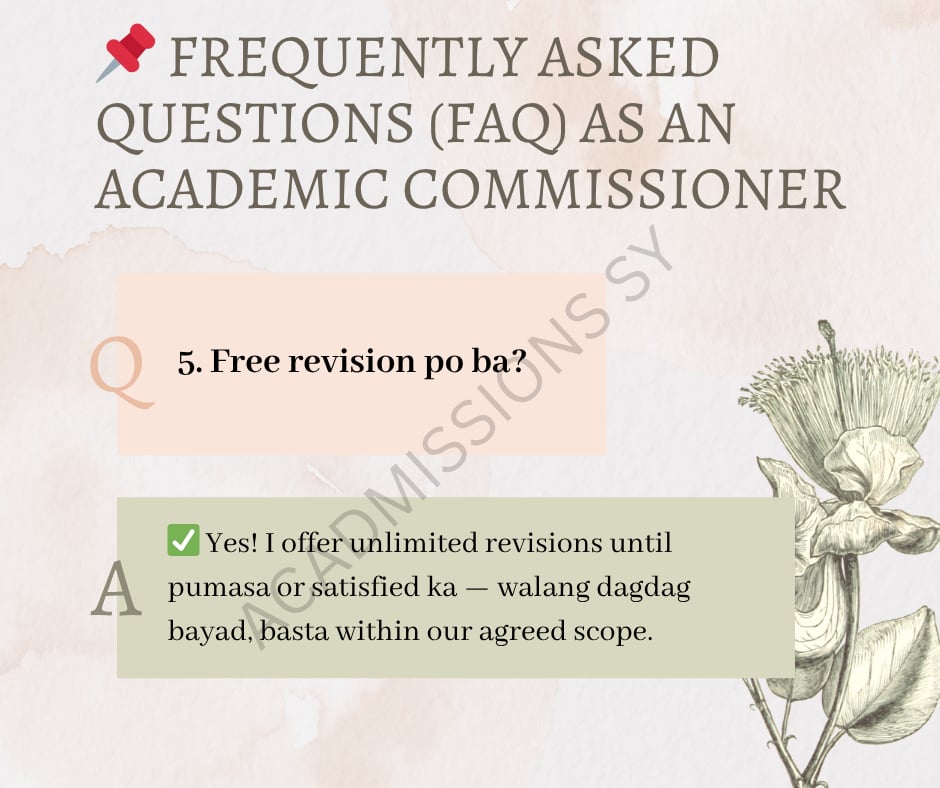 📌 FREQUENTLY ASKED
QUESTIONS (FAQ) AS AN
ACADEMIC COMMISSIONER
Q
5. Free revision po ba?
A
✅ Yes! I offer unlimited revisions until
pumasa or satisfied ka — walang dagdag
bayad, basta within our agreed scope.
ACADMISSIONS SY